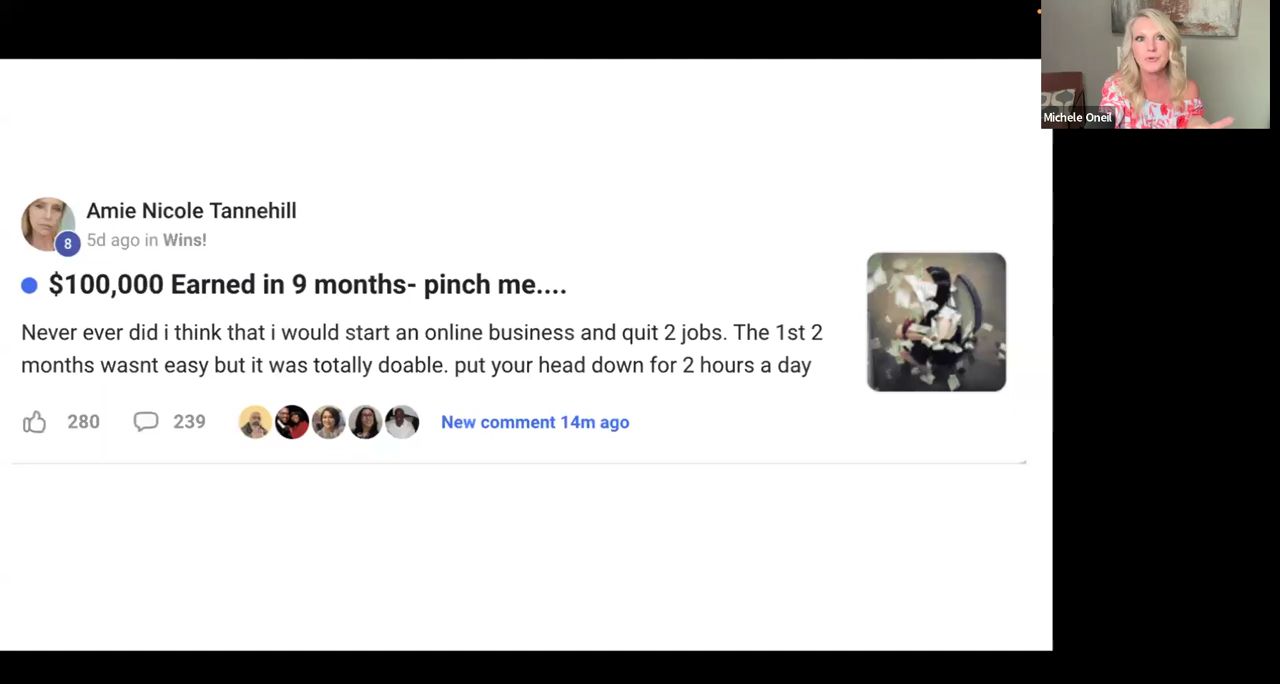 Michele Oneil
Amie Nicole Tannehill
8
5d ago in Wins!
$100,000 Earned in 9 months- pinch me....
Never ever did i think that i would start an online business and quit 2 jobs. The 1st 2
months wasnt easy but it was totally doable. put your head down for 2 hours a day
280 239 New comment 14m ago